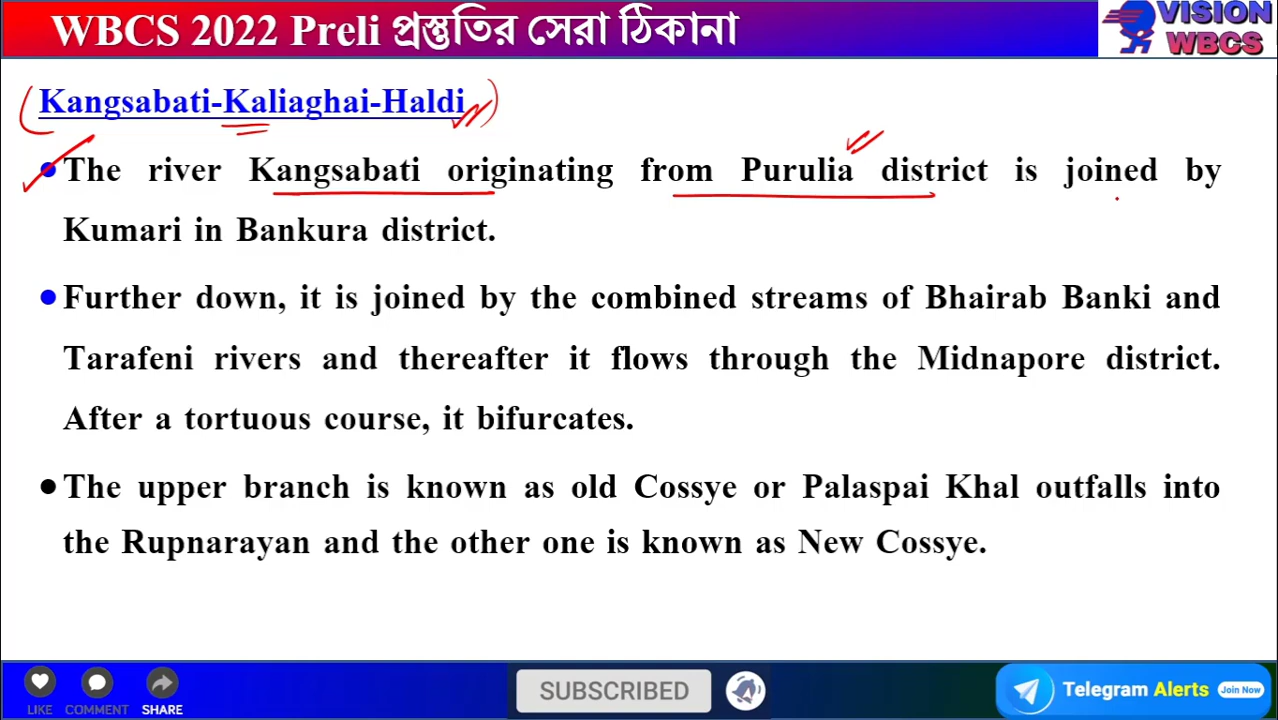 WBCS 2022 Preli প্রস্তুতির সেরা ঠিকানা
VISION
WBCS
Kangsabati-Kaliaghai-Haldi
The river Kangsabati originating from Purulia district is joined by
Kumari in Bankura district.
Further down, it is joined by the combined streams of Bhairab Banki and
Tarafeni rivers and thereafter it flows through the Midnapore district.
After a tortuous course, it bifurcates.
The upper branch is known as old Cossye or Palaspai Khal outfalls into
the Rupnarayan and the other one is known as New Cossye.
LIKE COMMENT SHARE
SUBSCRIBED
Telegram Alerts Join Now